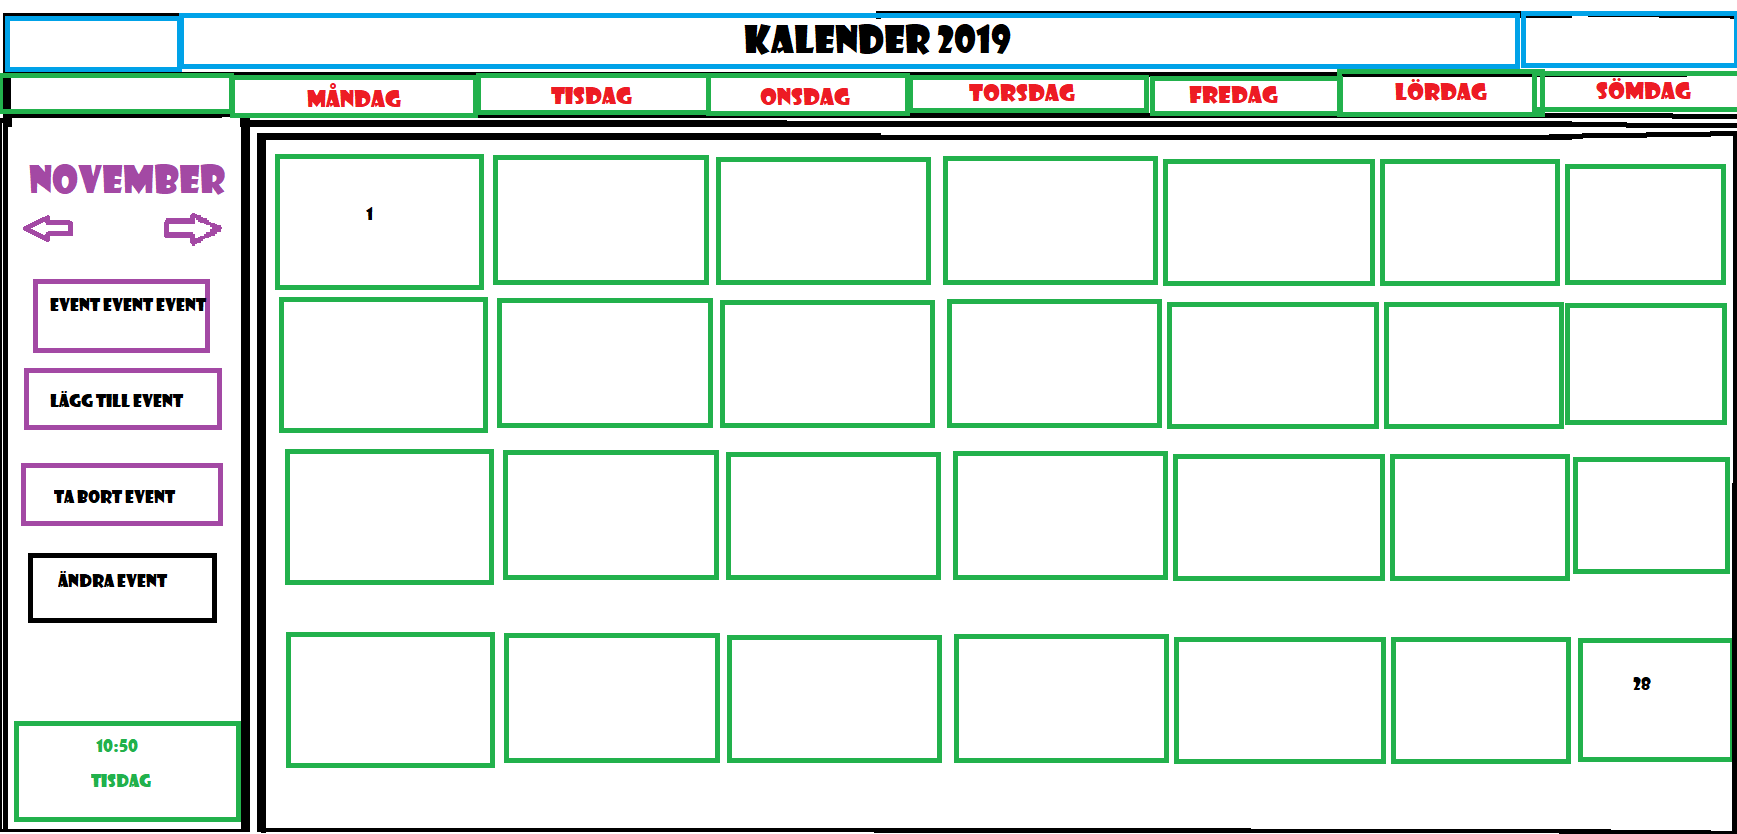 KALENDER 2019
MÅNDAG TISDAG ONSDAG TORSDAG FREDAG LÖRDAG SÖMDAG
NOVEMBER
1
EVENT EVENT EVENT
LÄGG TILL EVENT
TA BORT EVENT
ÄNDRA EVENT
28
10:50
TISDAG